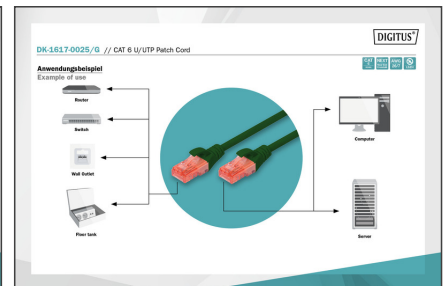 DIGITUS®
DK-1617-0025/G // CAT 6 U/UTP Patch Cord
Anwendungsbeispiel
Example of use
Router
Switch
Wall Outlet
Floor tank
Computer
Server